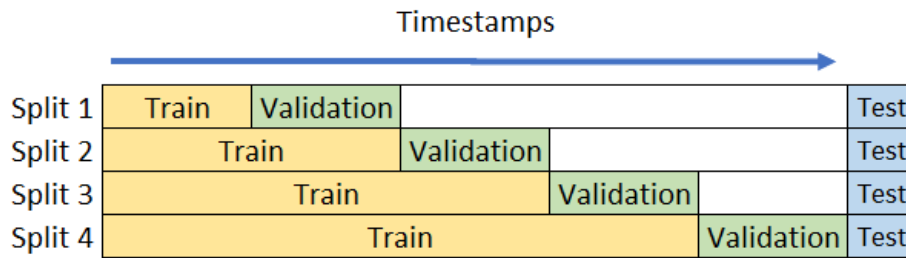 Timestamps
Split 1 Train Validation Test
Split 2 Train Validation Test
Split 3 Train Validation Test
Split 4 Train Validation Test